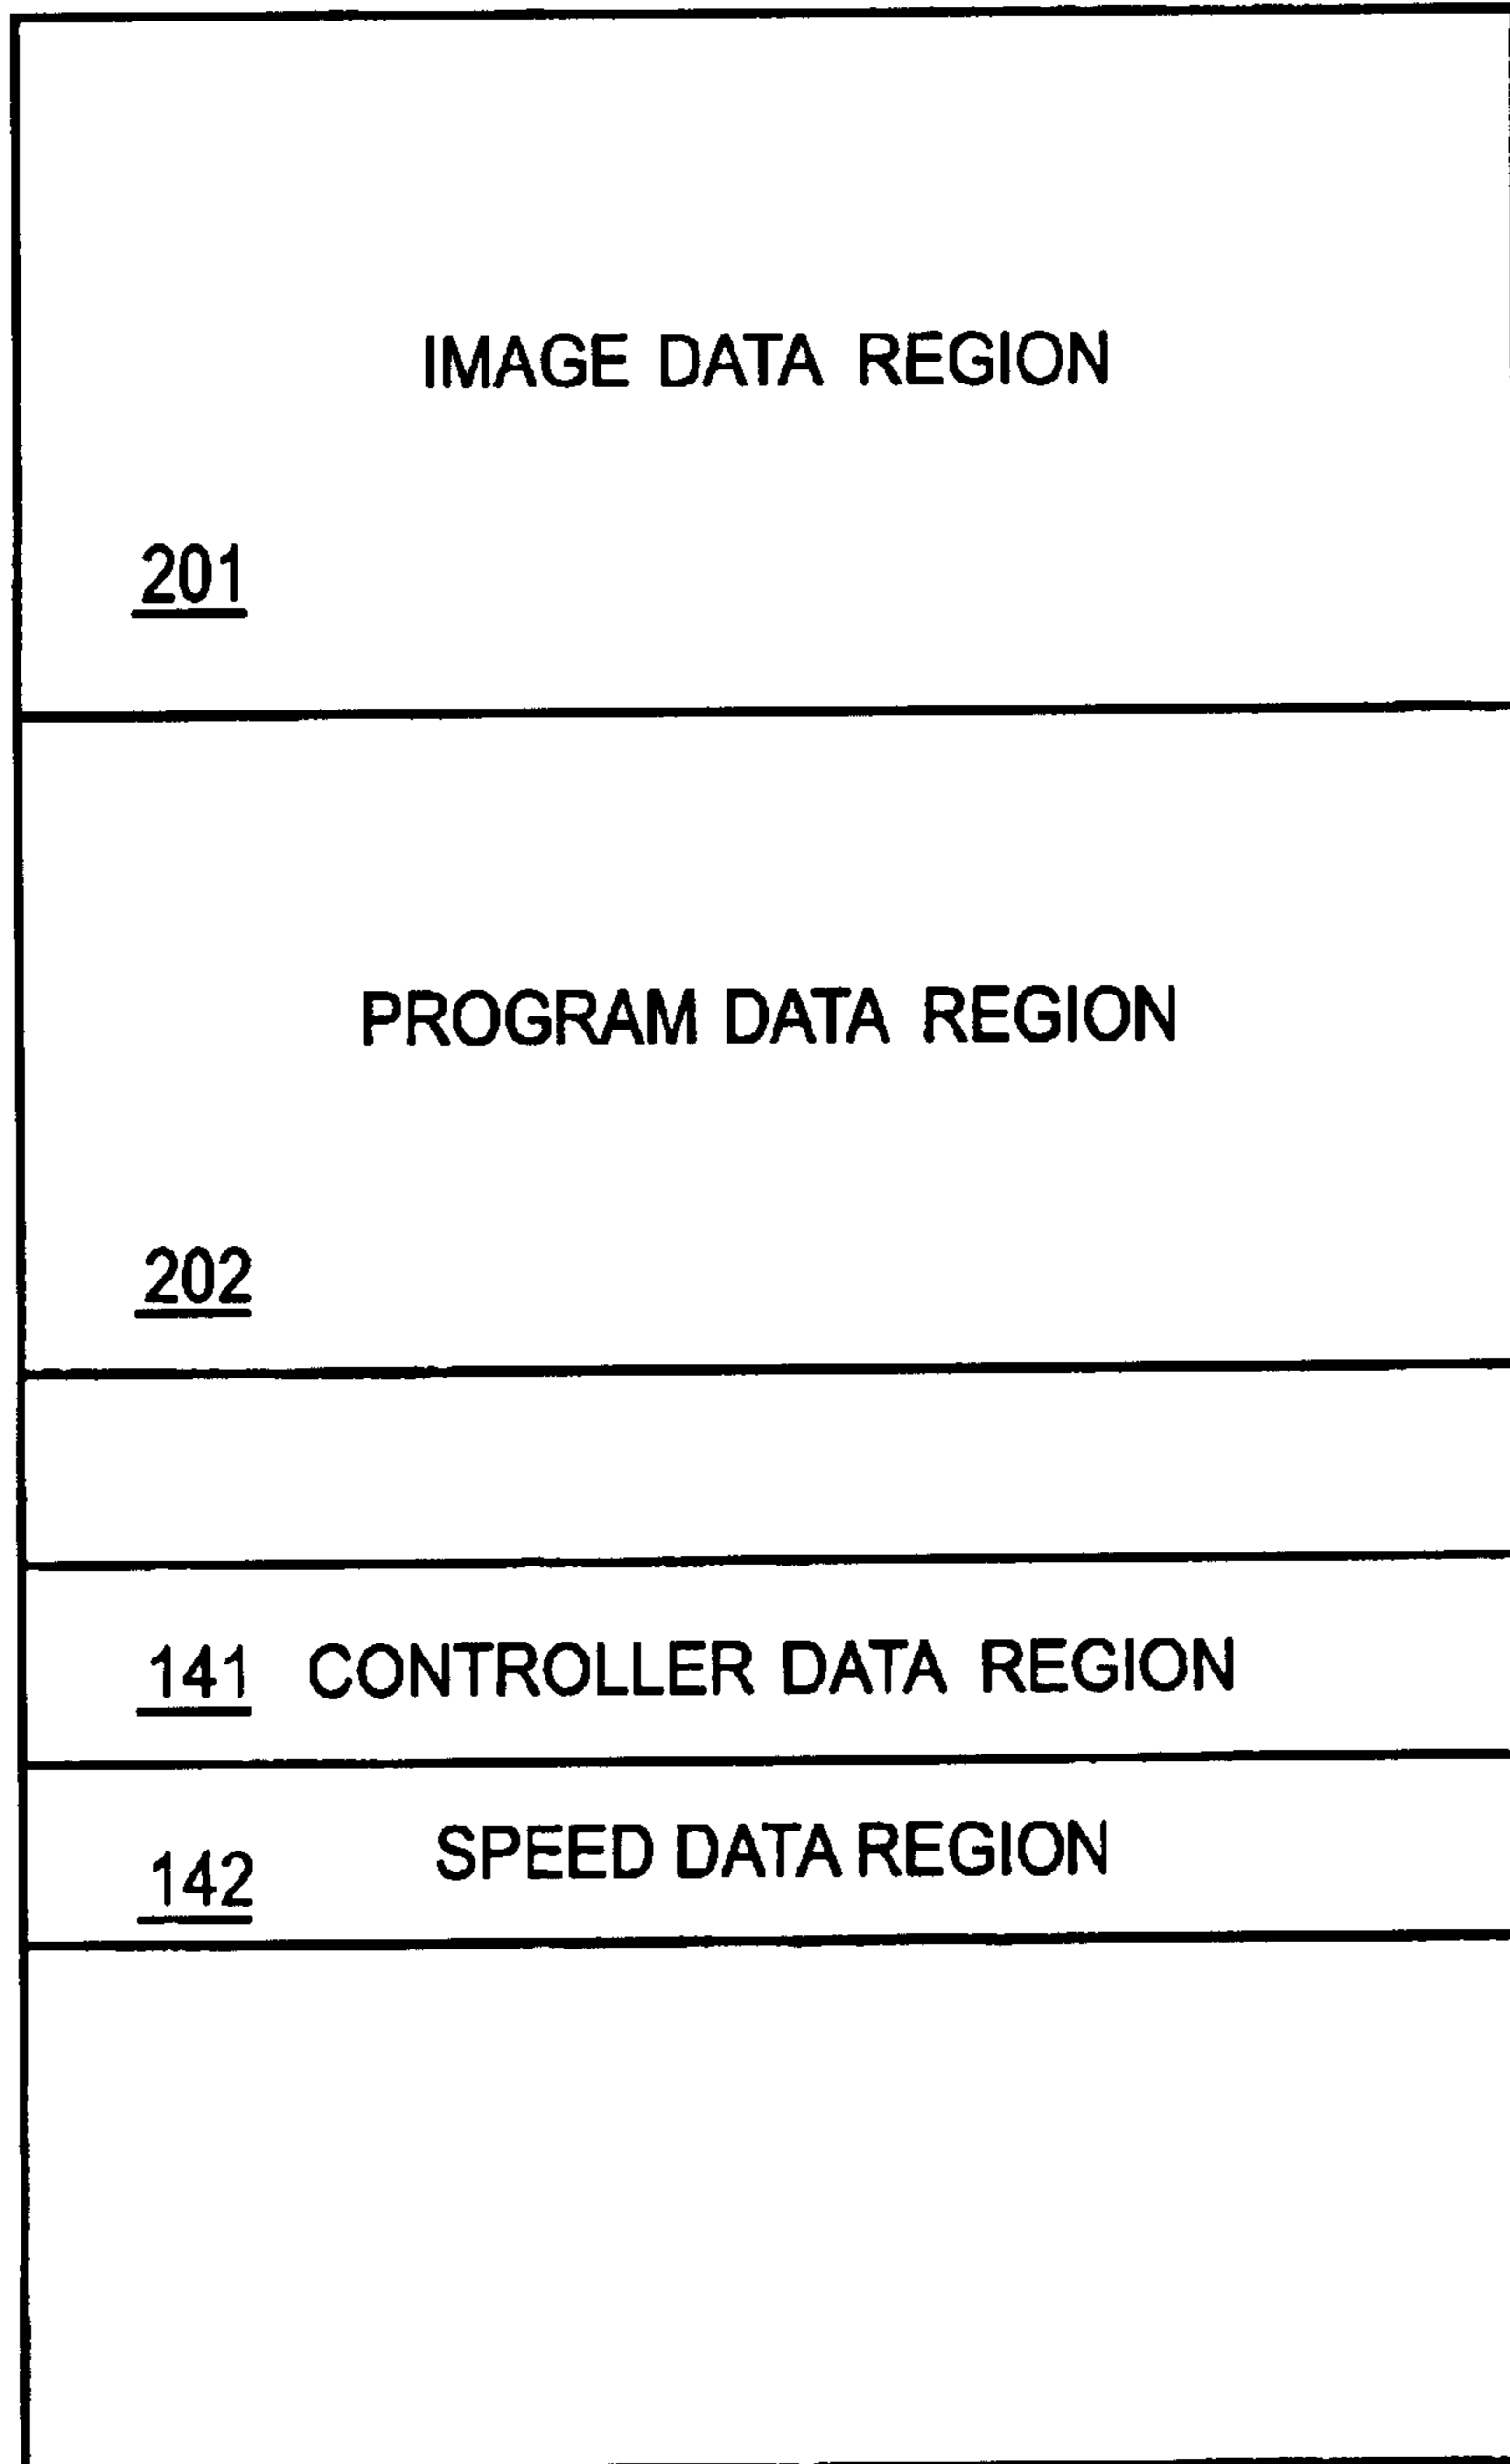 IMAGE DATA REGION
201
PROGRAM DATA REGION
202
141 CONTROLLER DATA REGION
142 SPEED DATA REGION